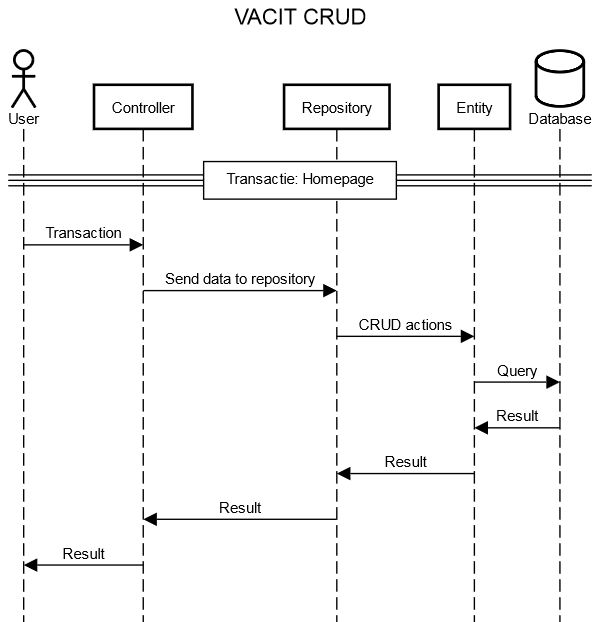 VACIT CRUD
User
Controller
Repository
Entity
Database
Transactie: Homepage
Transaction
Send data to repository
CRUD actions
Query
Result
Result
Result
Result